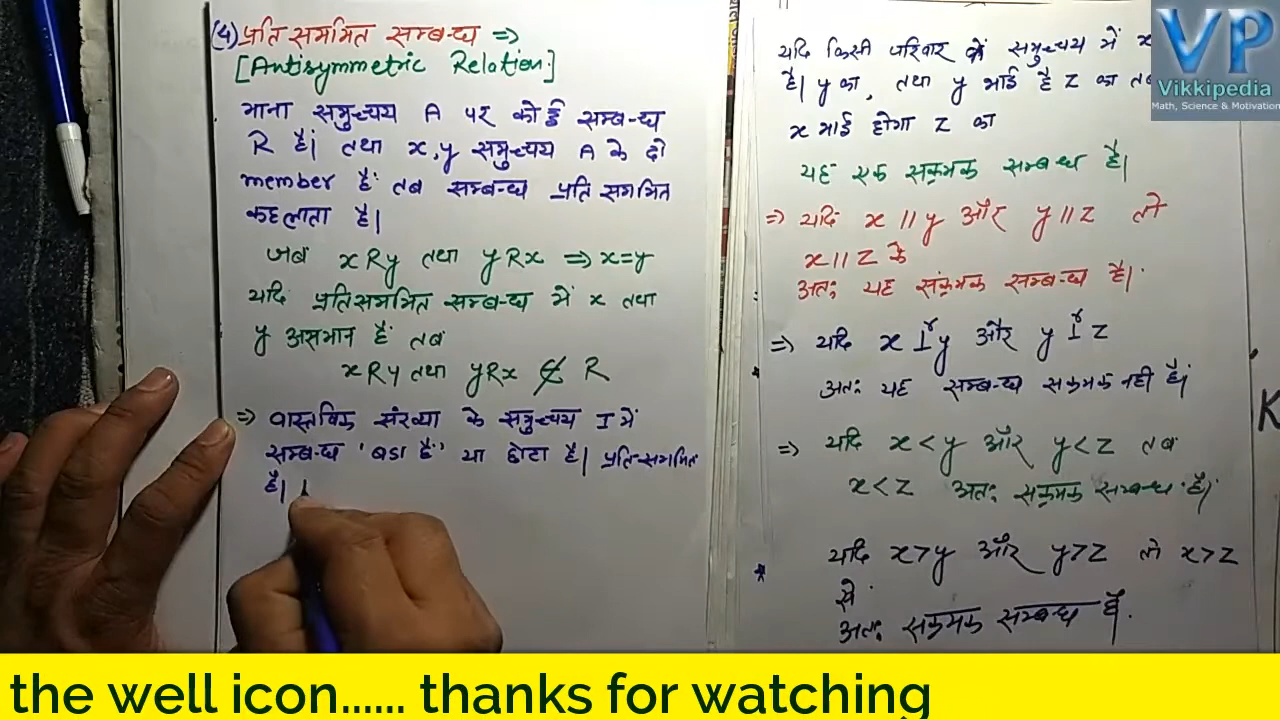 (4) प्रति सममित सम्बन्ध ⇒
[Antisymmetric Relation.]
माना समुच्चय A पर कोई सम्बन्ध
R है। तथा x,y समुच्चय A के दो
member हैं तब सम्बन्ध प्रति सममित
कहलाता है।
जब xRy तथा yRx ⇒ x=y
यदि प्रतिसममित सम्बन्ध में x तथा
y असमान हैं तब
xRy तथा yRx ⊄ R
⇒ वास्तविक संख्या के समुच्चय I में
सम्बन्ध 'बडा है' या छोटा है। प्रति-सममित
है।
यदि किसी परिवार के समुच्चय में x
है। y का, तथा y भाई है z का तब
x भाई होगा z का
यह एक सक्रमक सम्बन्ध है।
⇒ यदि x || y और y || z तो
x || z है
अतः यह संक्रमक सम्बन्ध है।
⇒ यदि x ⊥r y और y ⊥r z
अतः यह सम्बन्ध सक्रमक नहीं है।
⇒ यदि x < y और y < z तब
x < z अतः सक्रमक सम्बन्ध है।
* यदि x > y और y > z तो x > z
अतः सक्रमक सम्बन्ध है.
VP
Vikkipedia
Math, Science & Motivation
the well icon...... thanks for watching